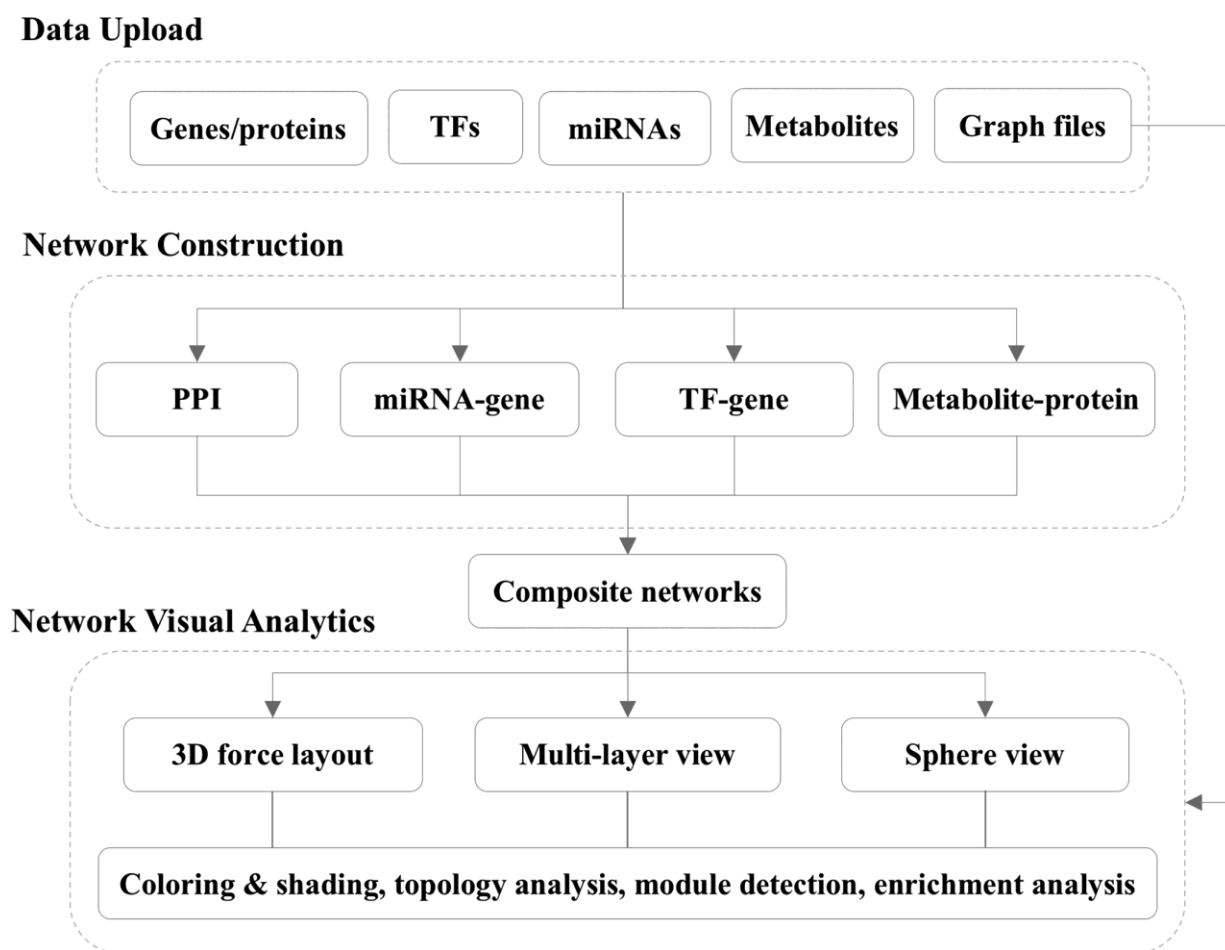 Data Upload
Genes/proteins
TFs
miRNAs
Metabolites
Graph files
Network Construction
PPI
miRNA-gene
TF-gene
Metabolite-protein
Composite networks
Network Visual Analytics
3D force layout
Multi-layer view
Sphere view
Coloring & shading, topology analysis, module detection, enrichment analysis